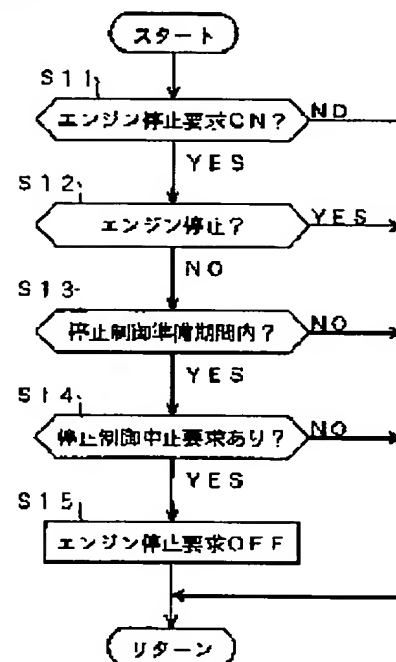 スタート
S11
エンジン停止要求ON? NO
YES
S12
エンジン停止? YES
NO
S13
停止制御準備期間内? NO
YES
S14
停止制御中止要求あり? NO
YES
S15
エンジン停止要求OFF
リターン